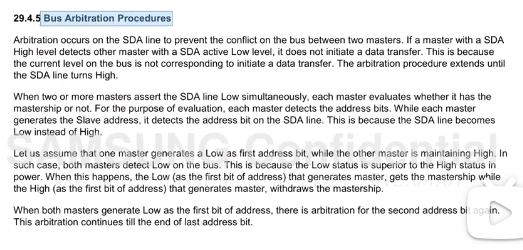 29.4.5 Bus Arbitration Procedures
Arbitration occurs on the SDA line to prevent the conflict on the bus between two masters. If a master with a SDA
High level detects other master with a SDA active Low level, it does not initiate a data transfer. This is because
the current level on the bus is not corresponding to initiate a data transfer. The arbitration procedure extends until
the SDA line turns High.
When two or more masters assert the SDA line Low simultaneously, each master evaluates whether it has the
mastership or not. For the purpose of evaluation, each master detects the address bits. While each master
generates the Slave address, it detects the address bit on the SDA line. This is because the SDA line becomes
Low instead of High.
Let us assume that one master generates a Low as first address bit, while the other master is maintaining High. In
such case, both masters detect Low on the bus. This is because the Low status is superior to the High status in
power. When this happens, the Low (as the first bit of address) that generates master, gets the mastership while
the High (as the first bit of address) that generates master, withdraws the mastership.
When both masters generate Low as the first bit of address, there is arbitration for the second address bit again.
This arbitration continues till the end of last address bit.
SAMSUNG Confidential